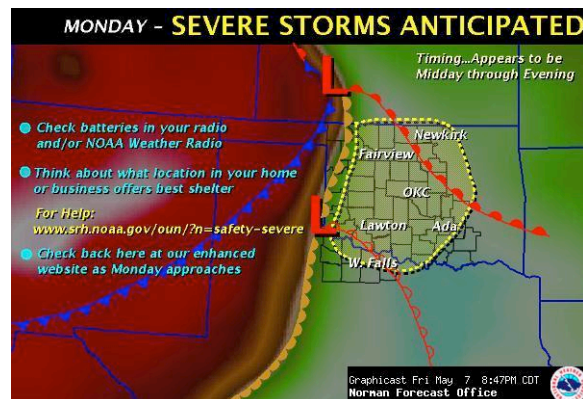 MONDAY - SEVERE STORMS ANTICIPATED
Timing...Appears to be
Midday through Evening
Check batteries in your radio
and/or NOAA Weather Radio
Think about what location in your home
or business offers best shelter
For Help:
www.srh.noaa.gov/oun/?n=safety-severe
Check back here at our enhanced
website as Monday approaches
L
Newkirk
Fairview
OKC
L
Lawton
Ada
W. Falls
Graphicast Fri May 7 8:47PM CDT
Norman Forecast Office